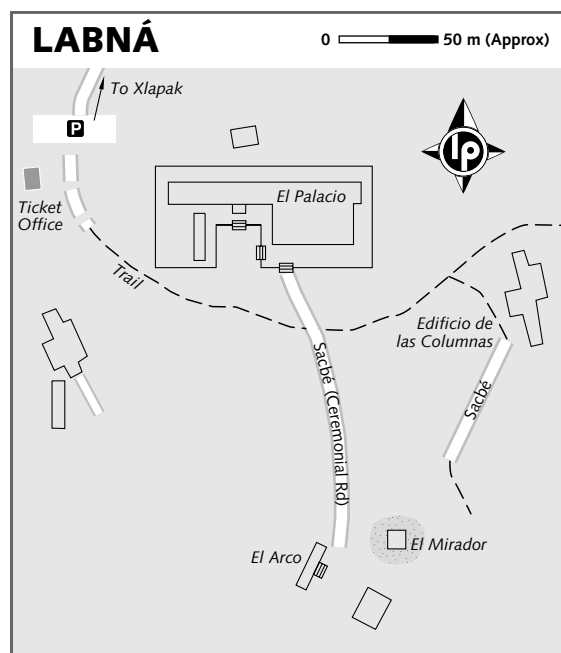 LABNÁ
0 50 m (Approx)
To Xlapak
P
lp
El Palacio
Ticket
Office
Trail
Edificio de
las Columnas
Sacbé (Ceremonial Rd)
Sacbé
El Arco
El Mirador